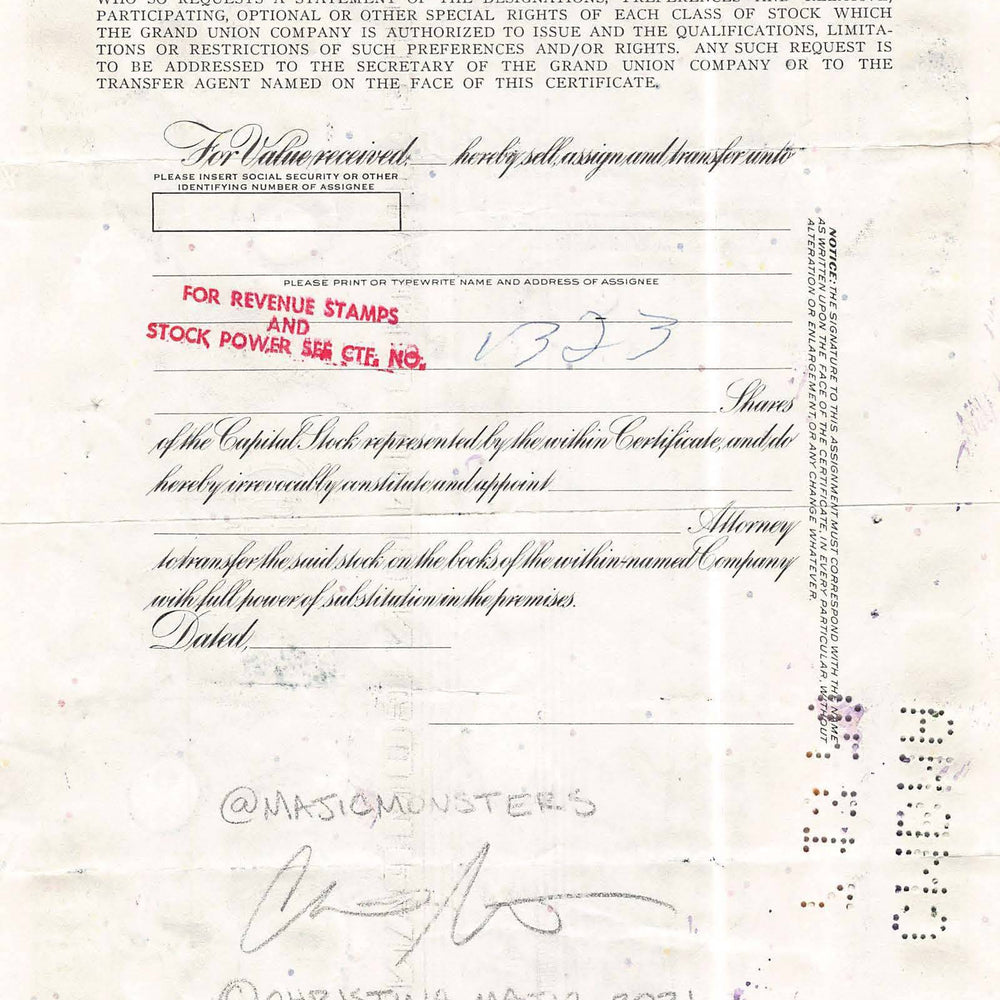 WHO SO REQUESTS A STATEMENT OF THE DESIGNATIONS, PREFERENCES AND RELATIVE,
PARTICIPATING, OPTIONAL OR OTHER SPECIAL RIGHTS OF EACH CLASS OF STOCK WHICH
THE GRAND UNION COMPANY IS AUTHORIZED TO ISSUE AND THE QUALIFICATIONS, LIMITA-
TIONS OR RESTRICTIONS OF SUCH PREFERENCES AND/OR RIGHTS. ANY SUCH REQUEST IS
TO BE ADDRESSED TO THE SECRETARY OF THE GRAND UNION COMPANY OR TO THE
TRANSFER AGENT NAMED ON THE FACE OF THIS CERTIFICATE.
For Value received, hereby sell, assign and transfer unto
PLEASE INSERT SOCIAL SECURITY OR OTHER
IDENTIFYING NUMBER OF ASSIGNEE
PLEASE PRINT OR TYPEWRITE NAME AND ADDRESS OF ASSIGNEE
FOR REVENUE STAMPS
AND
STOCK POWER SEE CTF. NO.
1323
Shares
of the Capital Stock represented by the within Certificate, and do
hereby irrevocably constitute and appoint
Attorney
to transfer the said stock on the books of the within-named Company
with full power of substitution in the premises.
Dated,
NOTICE: THE SIGNATURE TO THIS ASSIGNMENT MUST CORRESPOND WITH THE NAME
AS WRITTEN UPON THE FACE OF THE CERTIFICATE, IN EVERY PARTICULAR, WITHOUT
ALTERATION OR ENLARGEMENT, OR ANY CHANGE WHATEVER.
@MAJICMONSTERS
@CHRISTINA MAJIC 2021